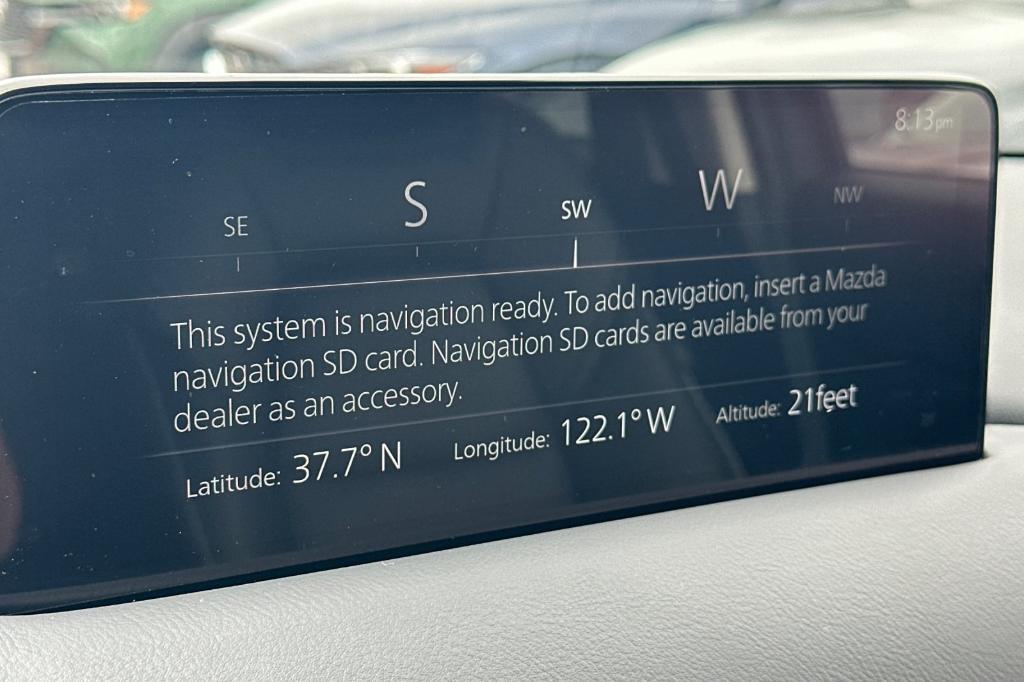 8:13pm
SE S SW W NW
This system is navigation ready. To add navigation, insert a Mazda
navigation SD card. Navigation SD cards are available from your
dealer as an accessory.
Latitude: 37.7° N Longitude: 122.1° W Altitude: 21feet